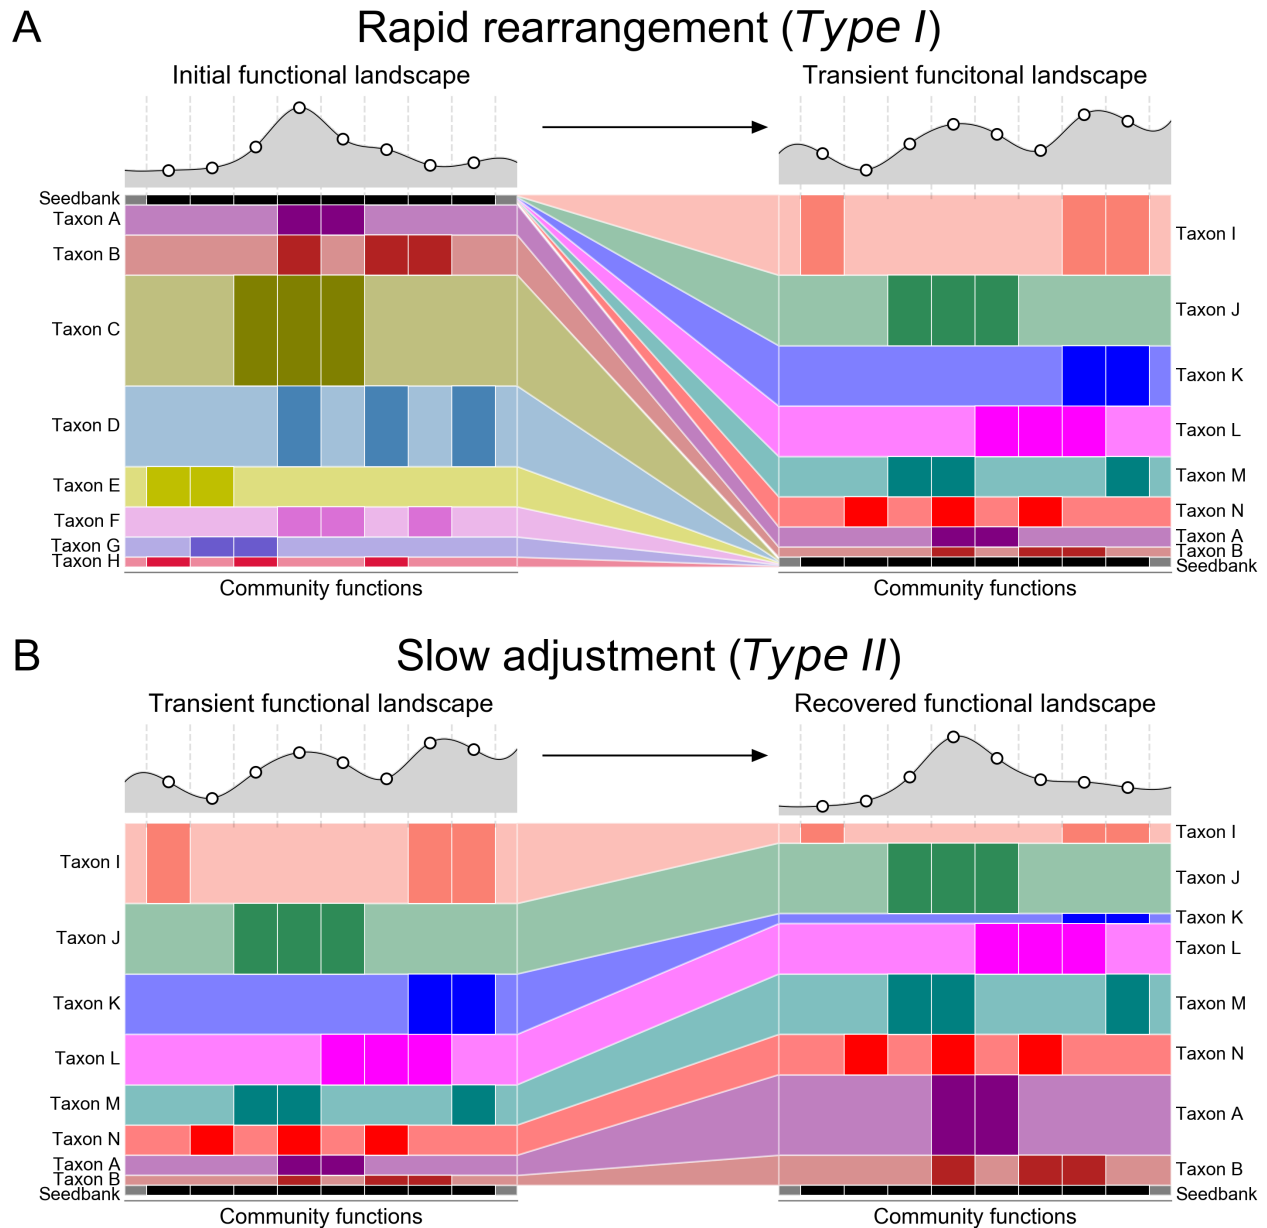 A
Rapid rearrangement (Type I)
Initial functional landscape
Transient funcitonal landscape
Seedbank
Taxon A
Taxon B
Taxon C
Taxon D
Taxon E
Taxon F
Taxon G
Taxon H
Community functions
Taxon I
Taxon J
Taxon K
Taxon L
Taxon M
Taxon N
Taxon A
Taxon B
Seedbank
Community functions
B
Slow adjustment (Type II)
Transient functional landscape
Recovered functional landscape
Taxon I
Taxon J
Taxon K
Taxon L
Taxon M
Taxon N
Taxon A
Taxon B
Seedbank
Community functions
Taxon I
Taxon J
Taxon K
Taxon L
Taxon M
Taxon N
Taxon A
Taxon B
Seedbank
Community functions